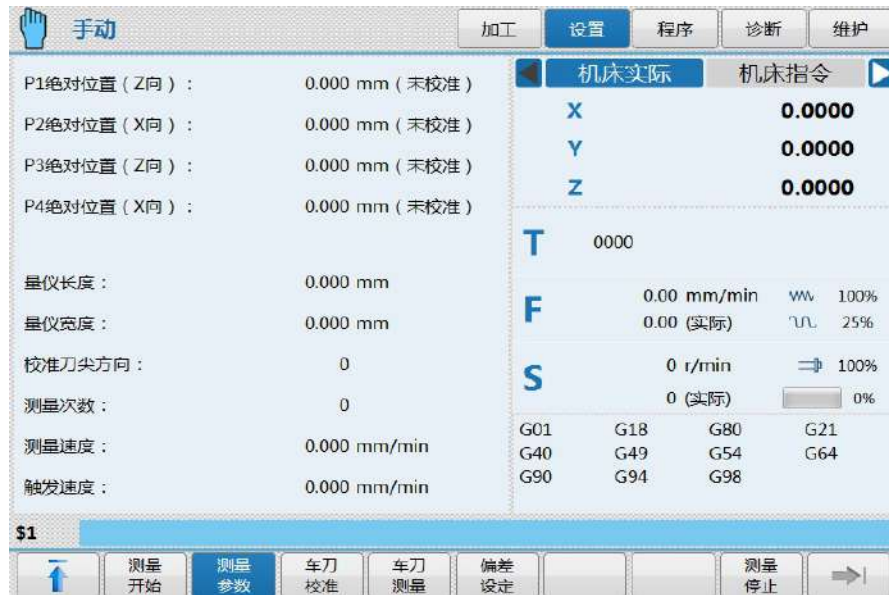 手动
加工 设置 程序 诊断 维护
P1绝对位置（Z向）： 0.000 mm（未校准）
P2绝对位置（X向）： 0.000 mm（未校准）
P3绝对位置（Z向）： 0.000 mm（未校准）
P4绝对位置（X向）： 0.000 mm（未校准）
量仪长度： 0.000 mm
量仪宽度： 0.000 mm
校准刀尖方向： 0
测量次数： 0
测量速度： 0.000 mm/min
触发速度： 0.000 mm/min
机床实际 机床指令
X 0.0000
Y 0.0000
Z 0.0000
T 0000
F 0.00 mm/min 100%
0.00 (实际) 25%
S 0 r/min 100%
0 (实际) 0%
G01 G18 G80 G21
G40 G49 G54 G64
G90 G94 G98
$1
测量
开始
测量
参数
车刀
校准
车刀
测量
偏差
设定
测量
停止